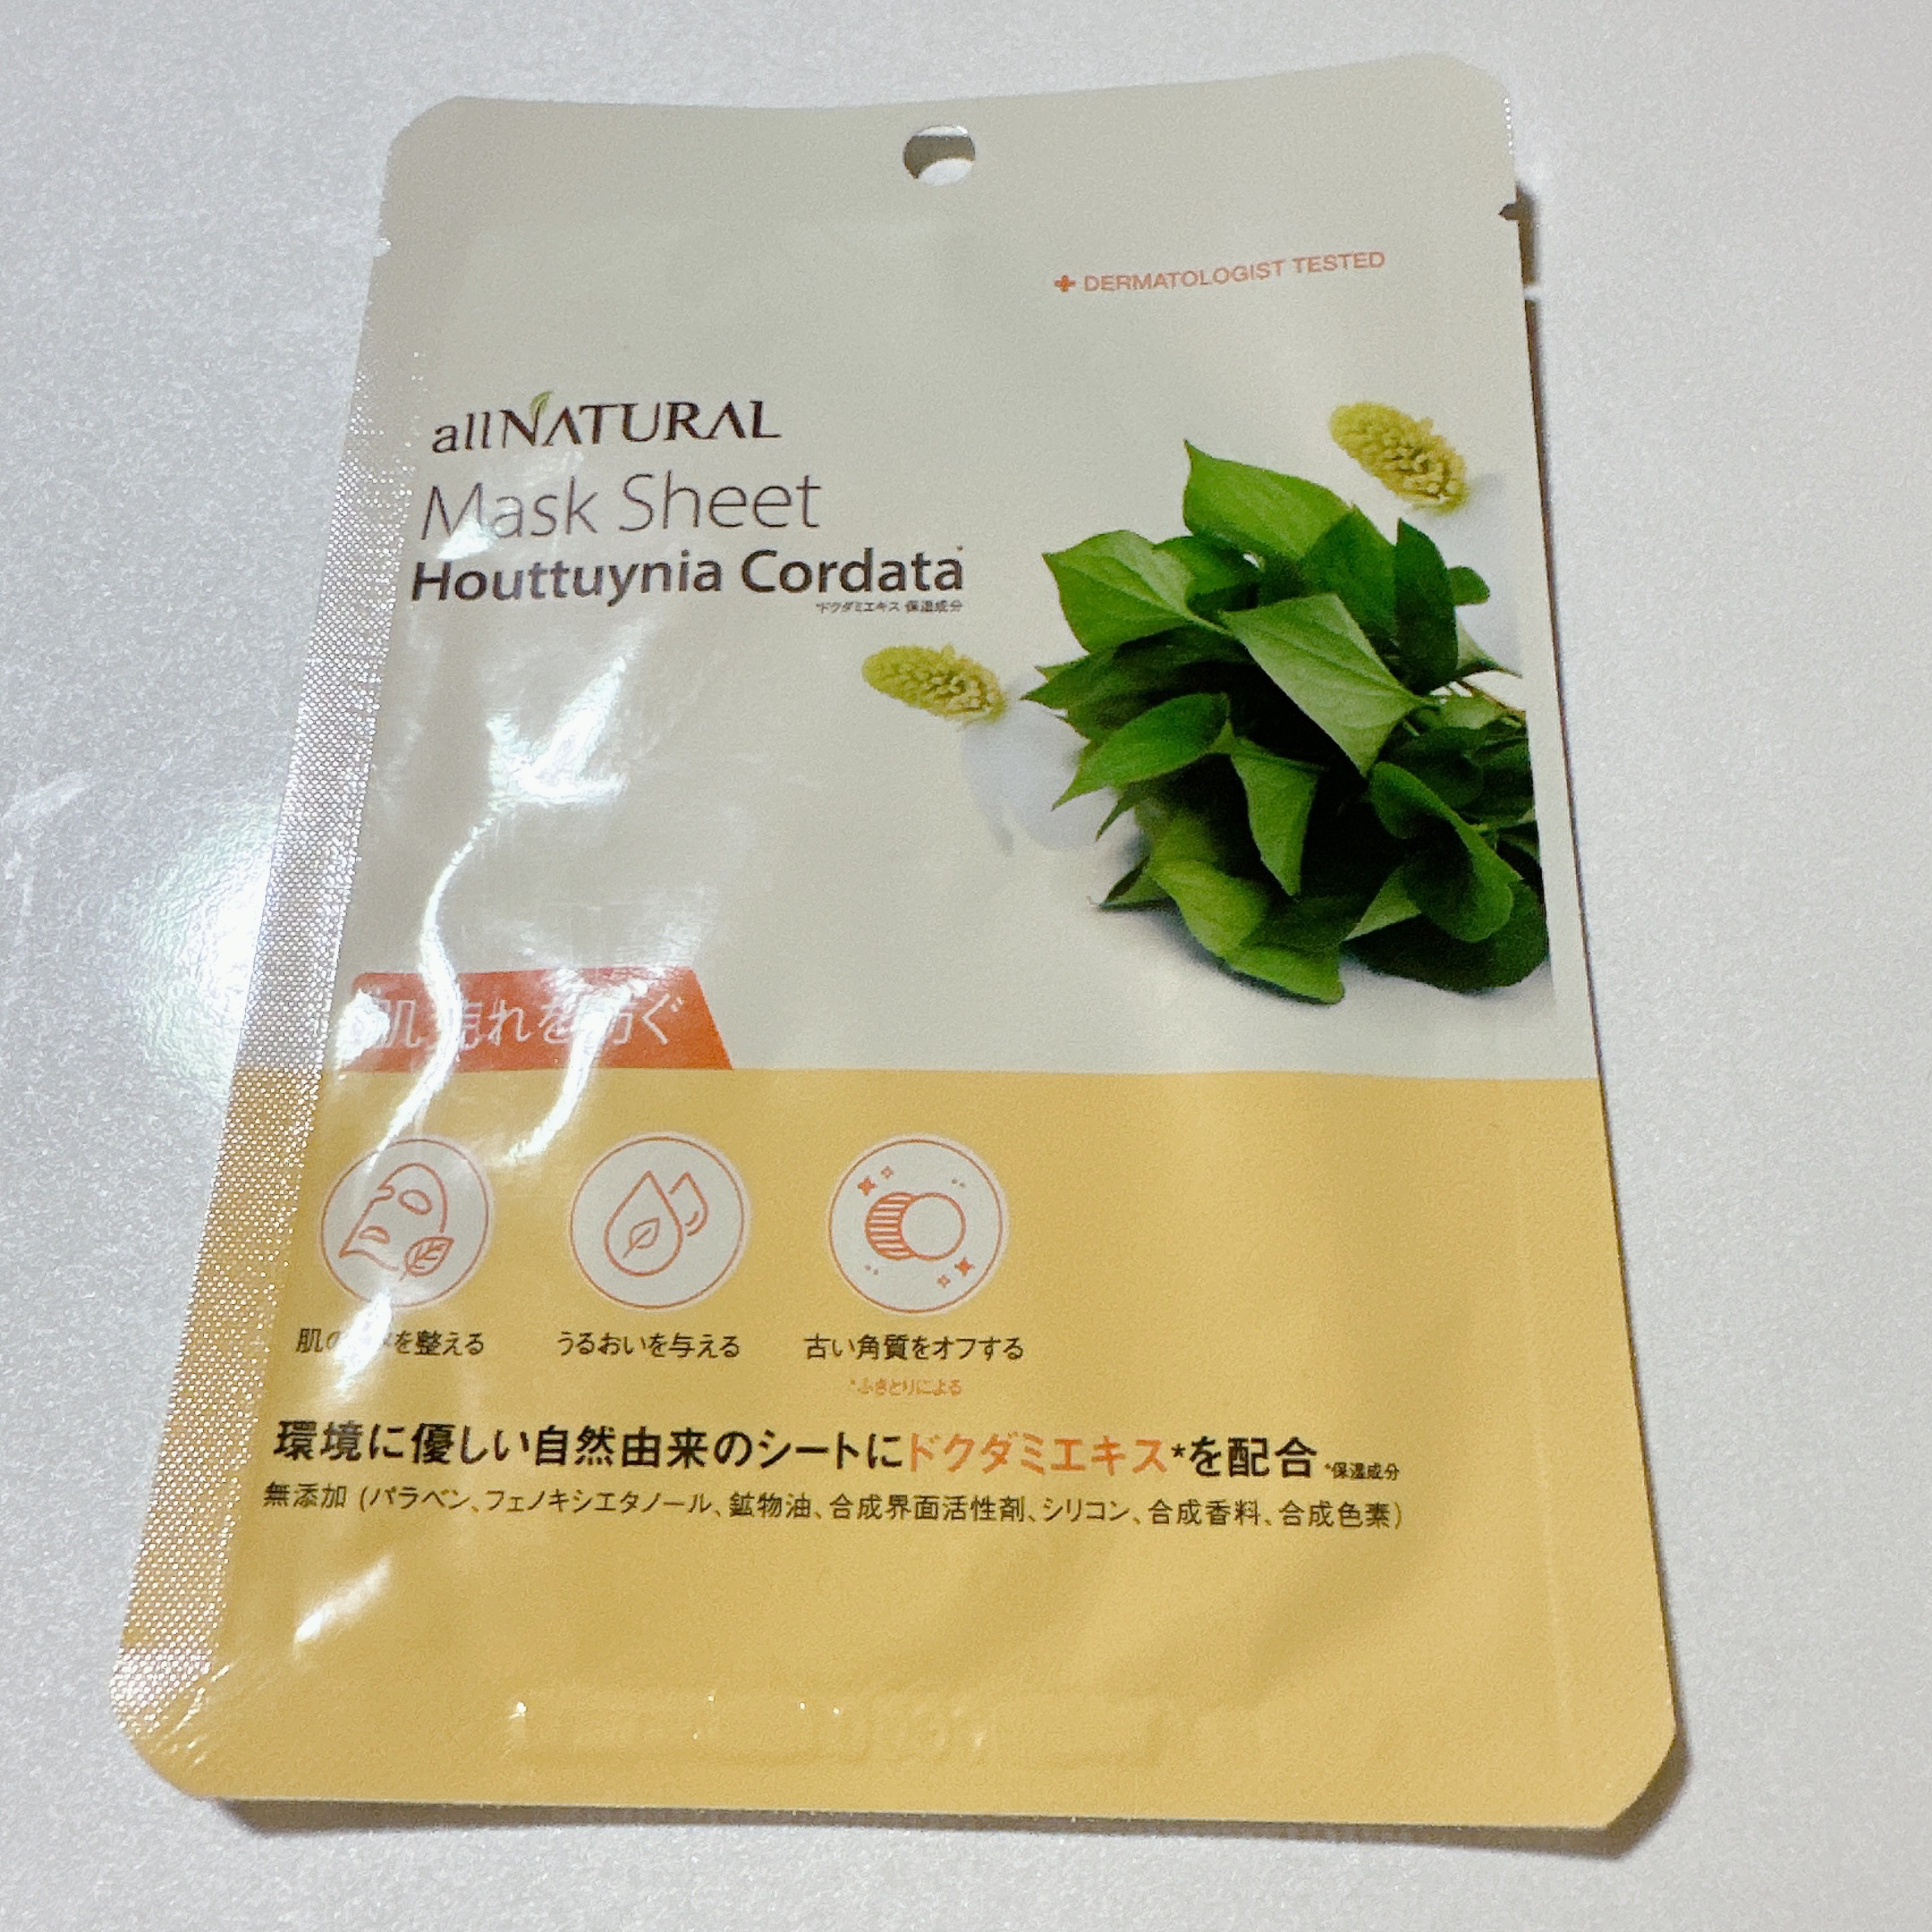 DERMATOLOGIST TESTED
allNATURAL
Mask Sheet
Houttuynia Cordata*
*ドクダミエキス 保湿成分
肌荒れを防ぐ
肌の を整える
うるおいを与える
古い角質をオフする
*ふきとりによる
環境に優しい自然由来のシートにドクダミエキス*を配合 *保湿成分
無添加 (パラベン、フェノキシエタノール、鉱物油、合成界面活性剤、シリコン、合成香料、合成色素)